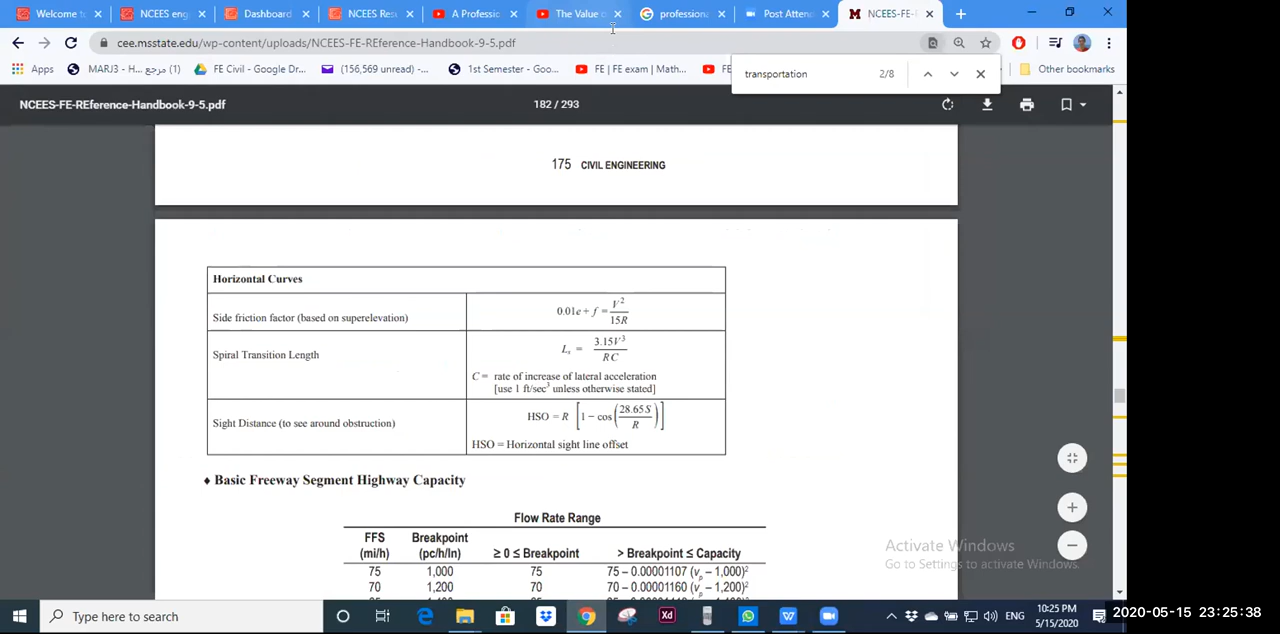 Welcome to
NCEES eng
Dashboard
NCEES Res
A Professio
The Value o
professiona
Post Atten
NCEES-FE-R
cee.msstate.edu/wp-content/uploads/NCEES-FE-REference-Handbook-9-5.pdf
Apps
MARJ3 - H... مرجع (1)
FE Civil - Google Dr...
(156,569 unread) -...
1st Semester - Goo...
FE | FE exam | Math...
FE
Other bookmarks
transportation 2/8
NCEES-FE-REference-Handbook-9-5.pdf
182 / 293
175 CIVIL ENGINEERING
Horizontal Curves
Side friction factor (based on superelevation)
0.01e + f = V² / 15R
Spiral Transition Length
Ls = 3.15V³ / RC
C = rate of increase of lateral acceleration
[use 1 ft/sec³ unless otherwise stated]
Sight Distance (to see around obstruction)
HSO = R [1 − cos(28.65S / R)]
HSO = Horizontal sight line offset
♦ Basic Freeway Segment Highway Capacity
Flow Rate Range
FFS (mi/h)
Breakpoint (pc/h/ln)
≥ 0 ≤ Breakpoint
> Breakpoint ≤ Capacity
75 1,000 75 75 – 0.00001107 (vp – 1,000)²
70 1,200 70 70 – 0.00001160 (vp – 1,200)²
Activate Windows
Go to Settings to activate Windows.
Type here to search
Xd
ENG
10:25 PM
5/15/2020
2020-05-15 23:25:38